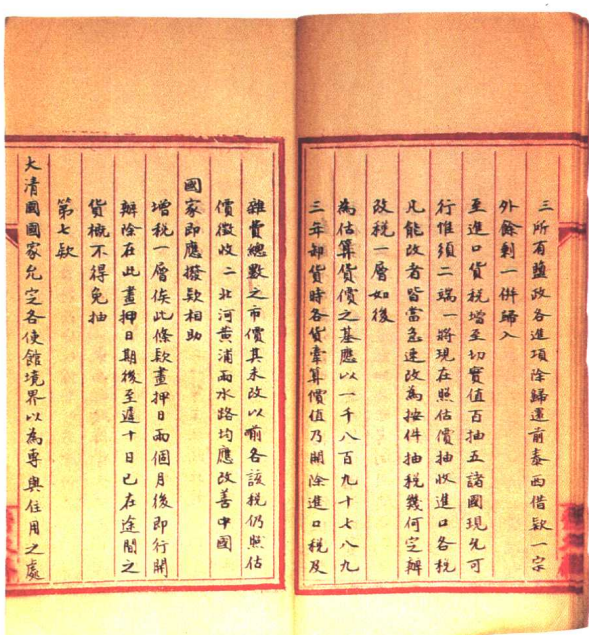 三所有鹽政各進項除歸還前泰西借款一宗
外餘剩一併歸入
至進口貨稅增至切實值百抽五諸國現允可
行惟須二端一將現在照估價抽收進口各稅
凡能改者皆當急速改為按件抽稅幾何定辦
改稅一層如後
為估算貨價之基應以一千八百九十七八九
三年卸貨時各貨牽算價值乃開除進口稅及
雜費總數之市價其未改以前各該稅仍照估
價徵收二北河黃浦兩水路均應改善中國
國家即應撥款相助
增稅一層俟此條款畫押日兩個月後即行開
辦除在此畫押日期後至遲十日已在途間之
貨概不得免抽
第七款
大清國國家允定各使館境界以為專與住用之處